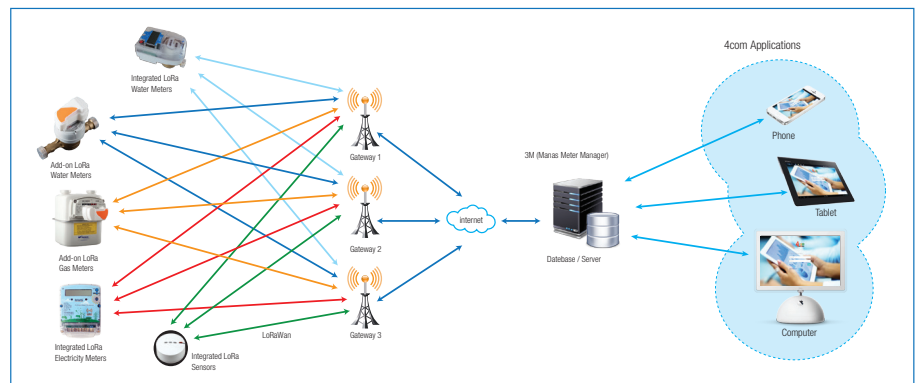 4com Applications
Integrated LoRa
Water Meters
Phone
Gateway 1
3M (Manas Meter Manager)
Add-on LoRa
Water Meters
Tablet
internet
Gateway 2
Datebase / Server
Add-on LoRa
Gas Meters
Computer
LoRaWan
Gateway 3
Integrated LoRa
Electricity Meters
Integrated LoRa
Sensors